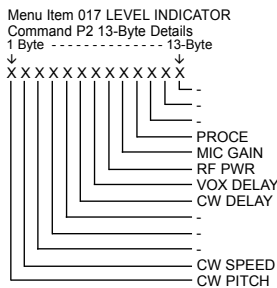 Menu Item 017 LEVEL INDICATOR
Command P2 13-Byte Details
1 Byte - - - - - - - - - - - - - - 13-Byte
X X X X X X X X X X X X X
-
-
-
PROCE
MIC GAIN
RF PWR
VOX DELAY
CW DELAY
-
-
-
CW SPEED
CW PITCH